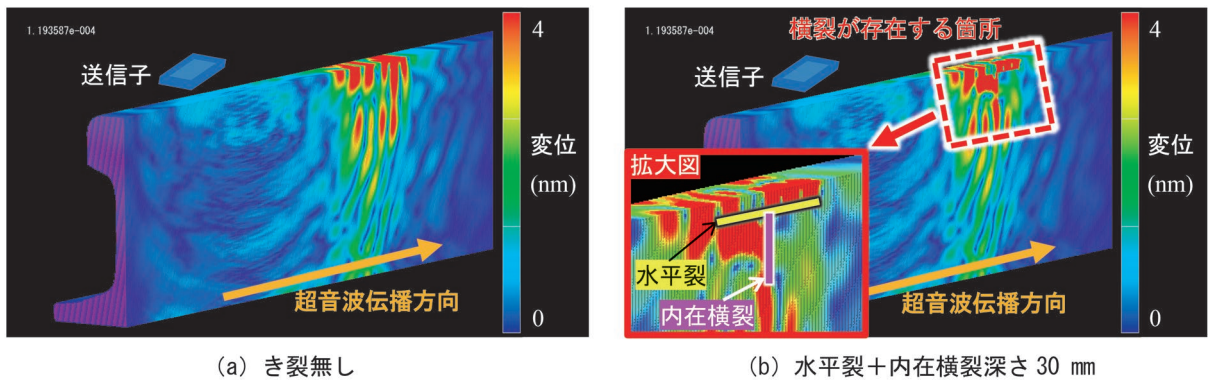 1.193587e-004
送信子
4
変位
(nm)
0
超音波伝播方向
(a) き裂無し
1.193587e-004
横裂が存在する箇所
送信子
4
変位
(nm)
0
拡大図
水平裂
内在横裂
超音波伝播方向
(b) 水平裂＋内在横裂深さ 30 mm